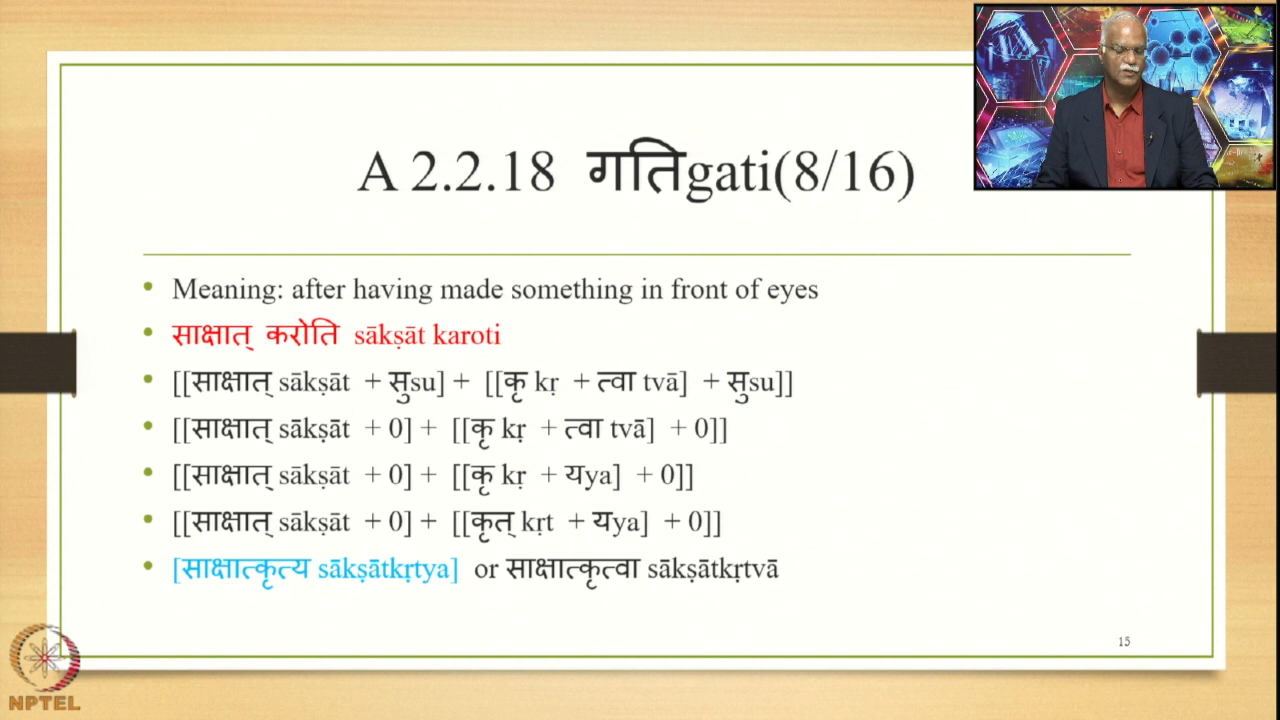 A 2.2.18 गतिgati(8/16)
• Meaning: after having made something in front of eyes
• साक्षात् करोति sākṣāt karoti
• [[साक्षात् sākṣāt + सुsu] + [[कृ kṛ + त्वा tvā] + सुsu]]
• [[साक्षात् sākṣāt + 0] + [[कृ kṛ + त्वा tvā] + 0]]
• [[साक्षात् sākṣāt + 0] + [[कृ kṛ + यya] + 0]]
• [[साक्षात् sākṣāt + 0] + [[कृत् kṛt + यya] + 0]]
• [साक्षात्कृत्य sākṣātkṛtya] or साक्षात्कृत्वा sākṣātkṛtvā
15
NPTEL